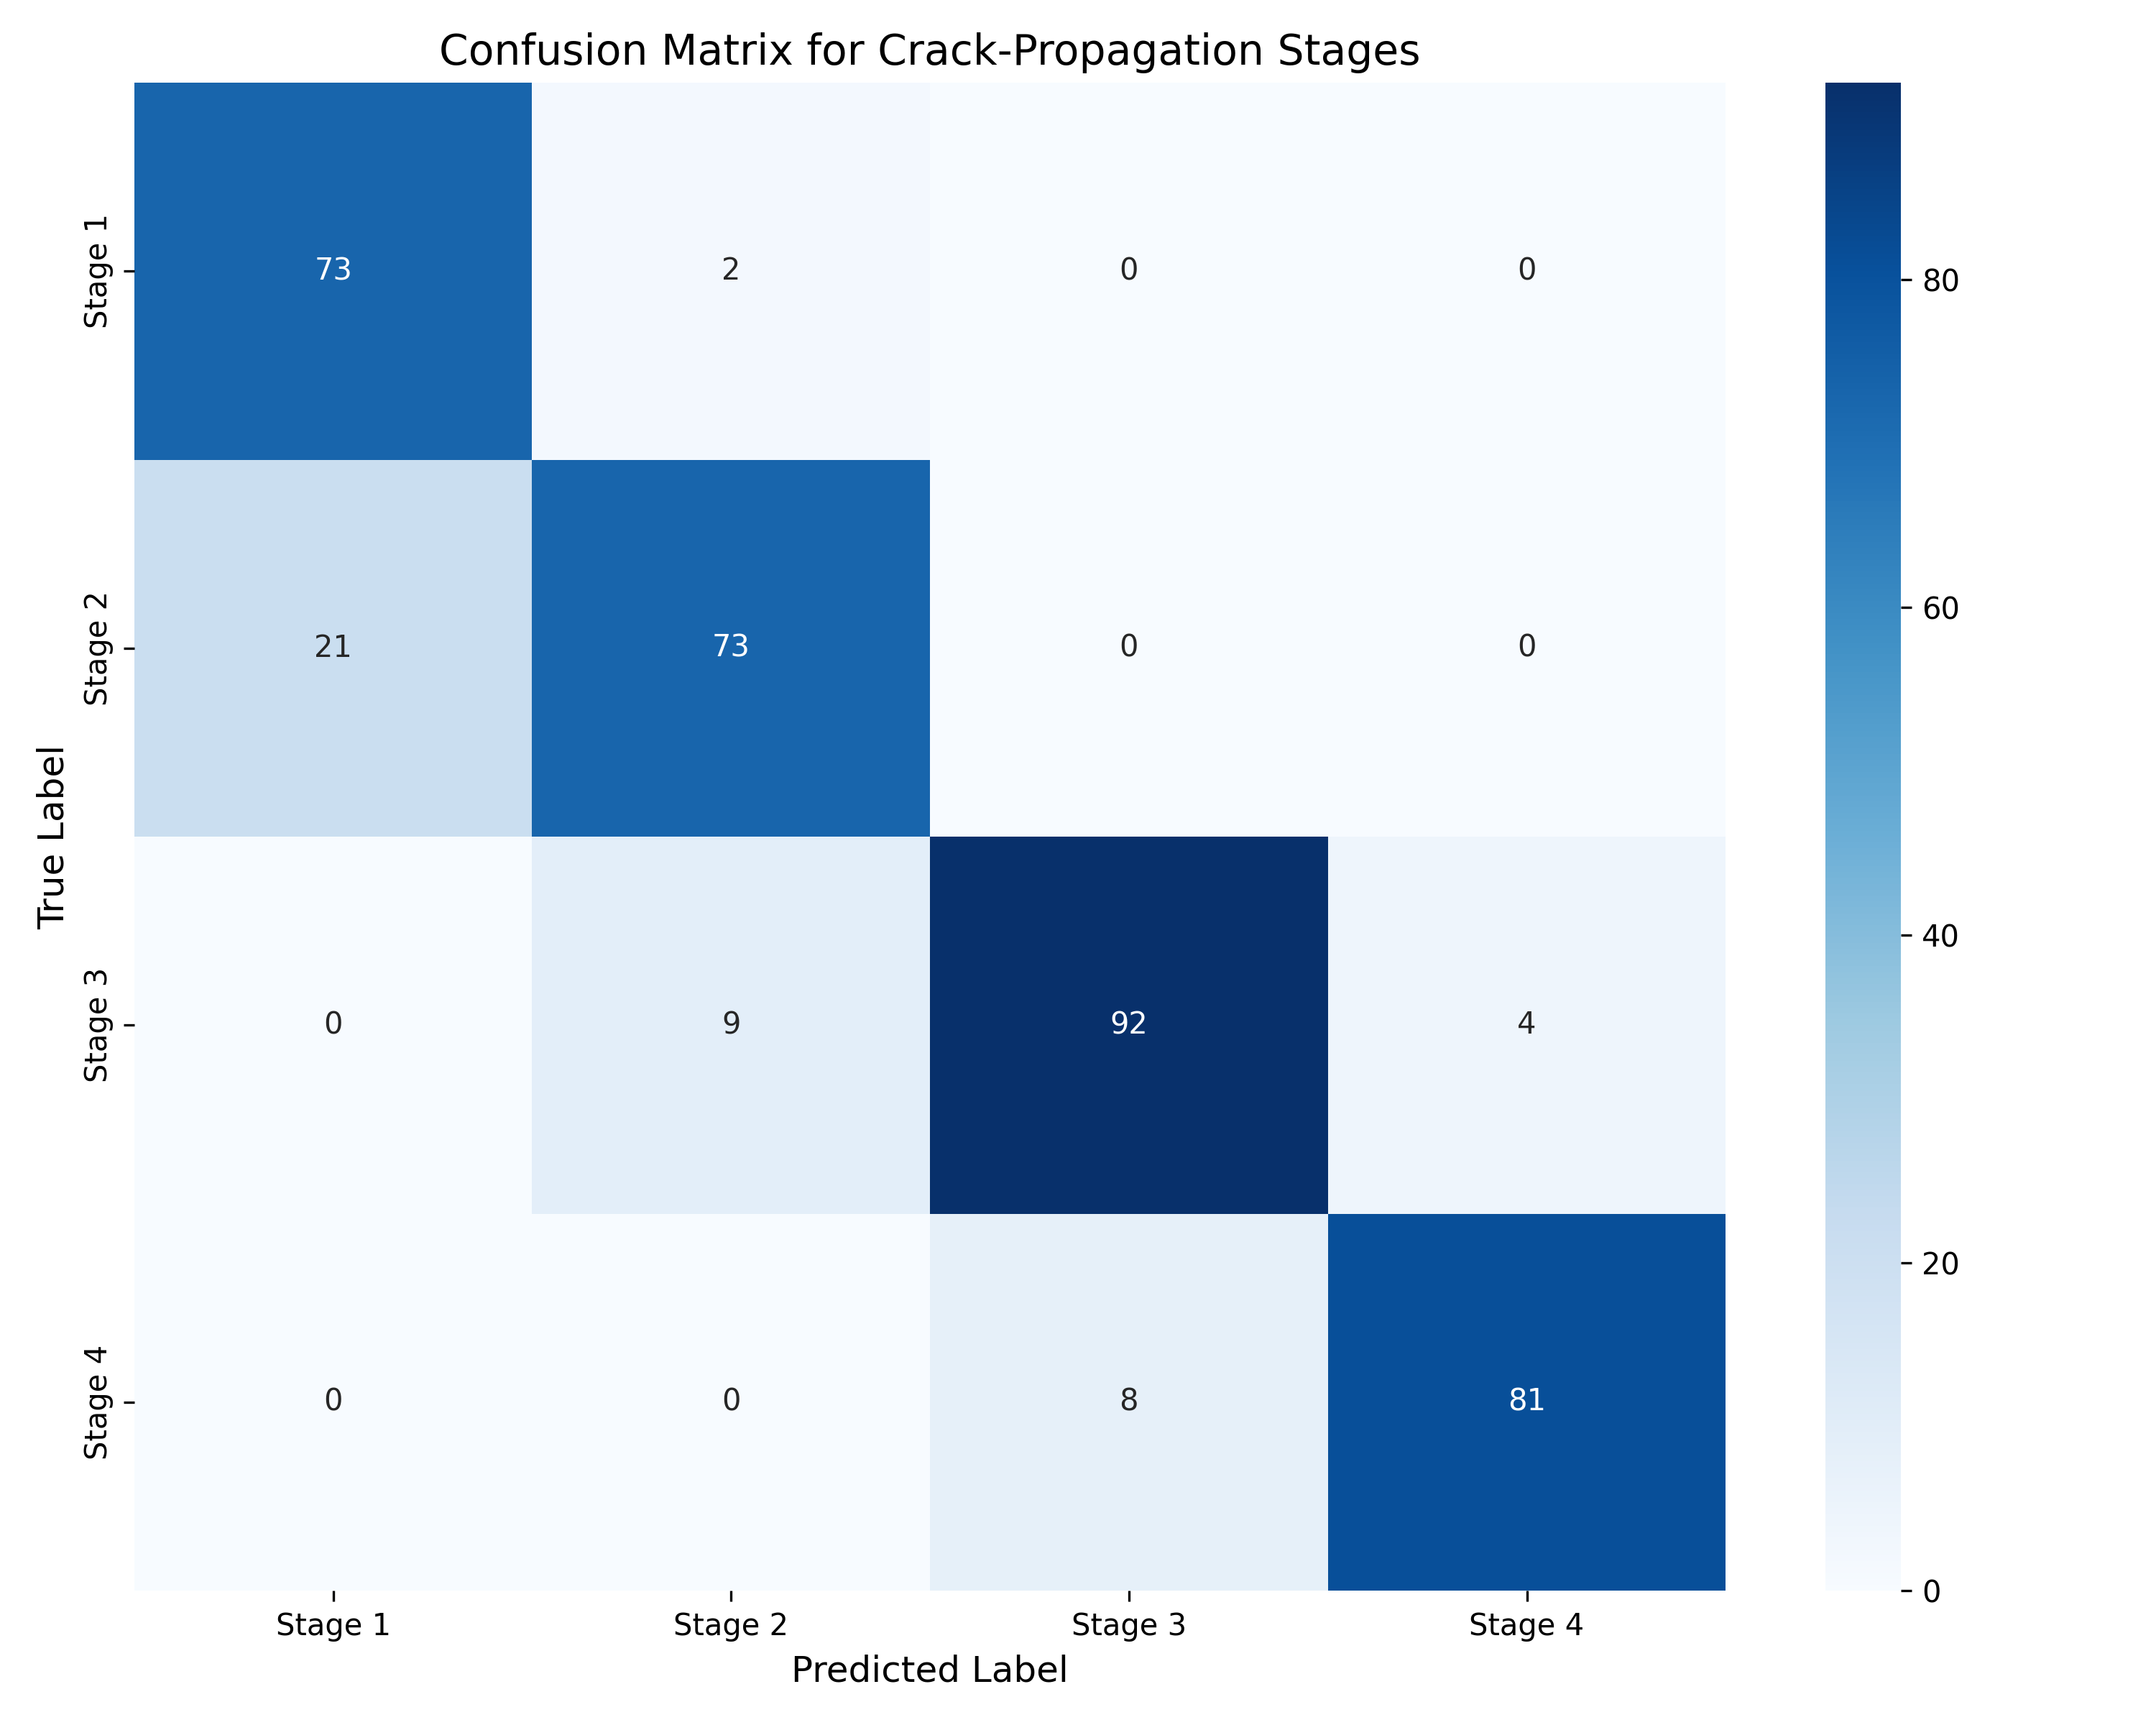 Confusion Matrix for Crack-Propagation Stages
True Label
Stage 1
73 2 0 0
Stage 2
21 73 0 0
Stage 3
0 9 92 4
Stage 4
0 0 8 81
Stage 1 Stage 2 Stage 3 Stage 4
Predicted Label
80
60
40
20
0